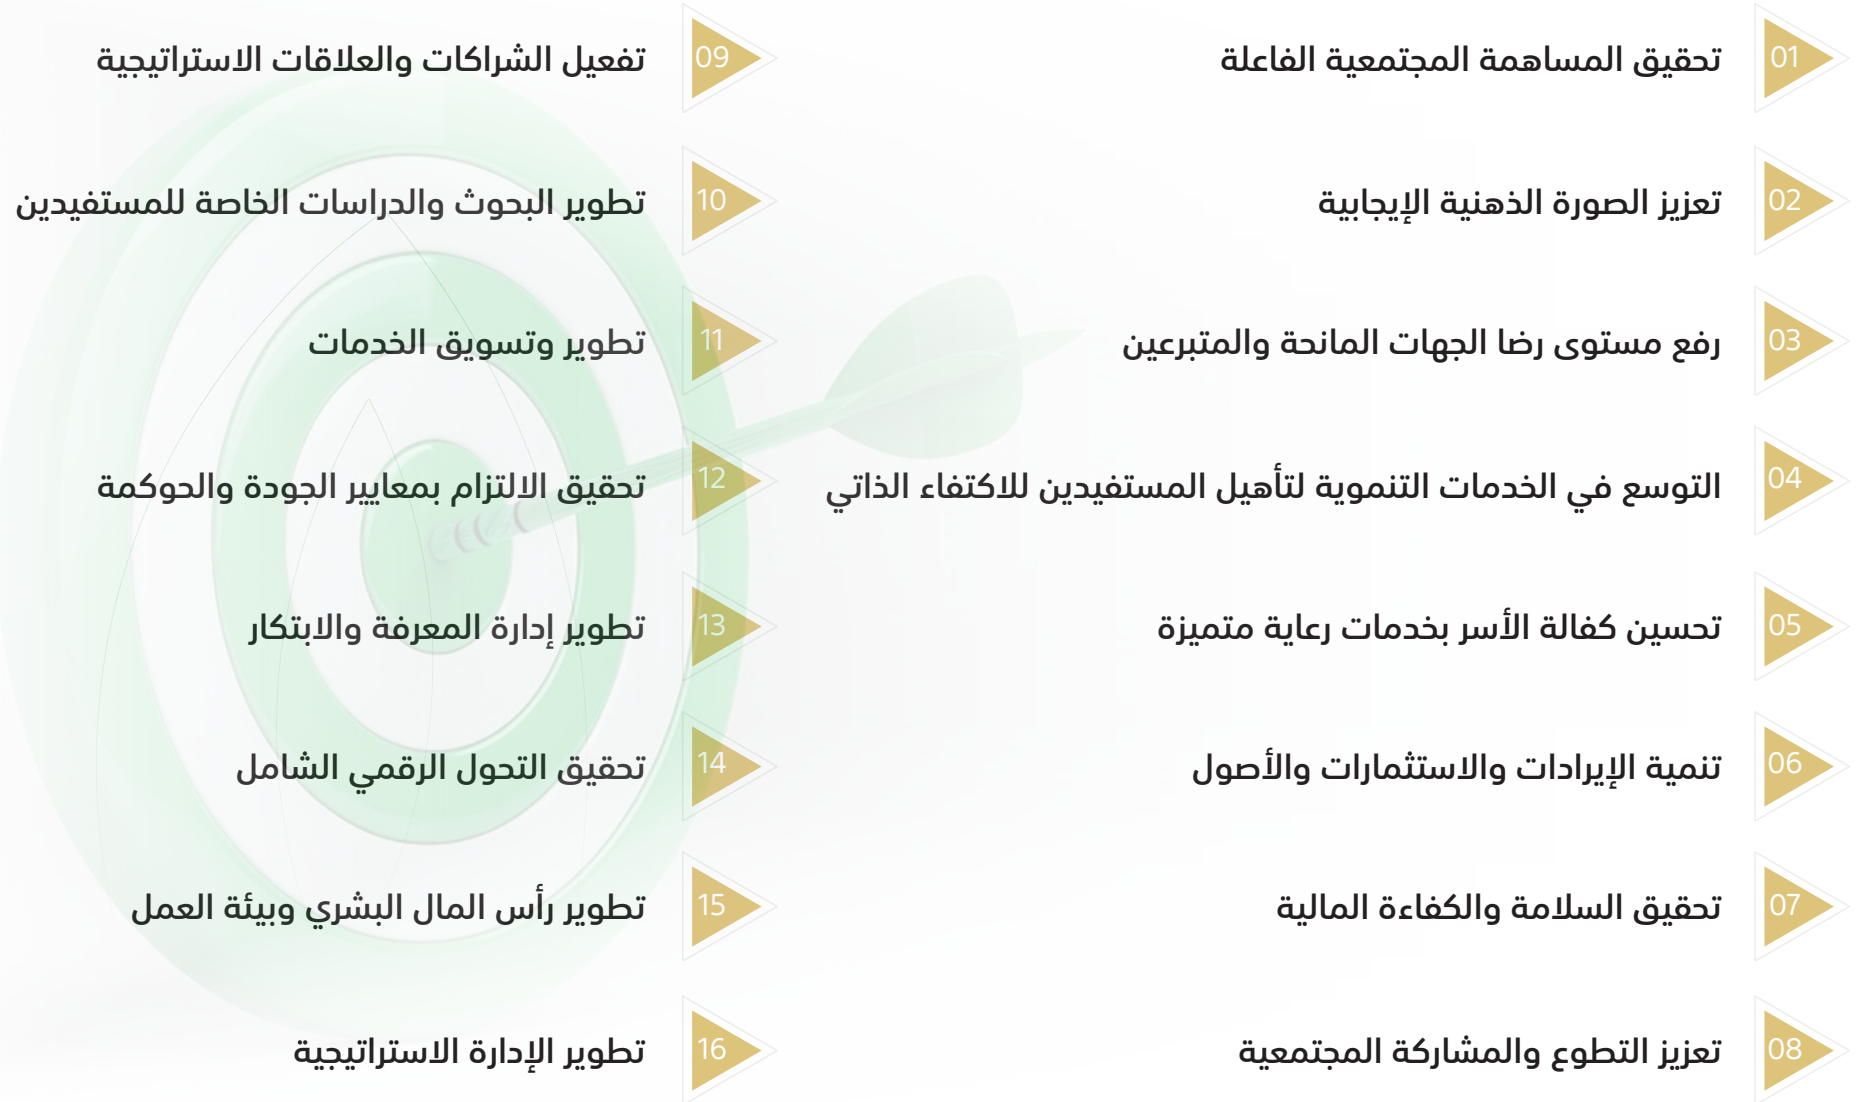 01 تحقيق المساهمة المجتمعية الفاعلة
02 تعزيز الصورة الذهنية الإيجابية
03 رفع مستوى رضا الجهات المانحة والمتبرعين
04 التوسع في الخدمات التنموية لتأهيل المستفيدين للاكتفاء الذاتي
05 تحسين كفالة الأسر بخدمات رعاية متميزة
06 تنمية الإيرادات والاستثمارات والأصول
07 تحقيق السلامة والكفاءة المالية
08 تعزيز التطوع والمشاركة المجتمعية
09 تفعيل الشراكات والعلاقات الاستراتيجية
10 تطوير البحوث والدراسات الخاصة للمستفيدين
11 تطوير وتسويق الخدمات
12 تحقيق الالتزام بمعايير الجودة والحوكمة
13 تطوير إدارة المعرفة والابتكار
14 تحقيق التحول الرقمي الشامل
15 تطوير رأس المال البشري وبيئة العمل
16 تطوير الإدارة الاستراتيجية